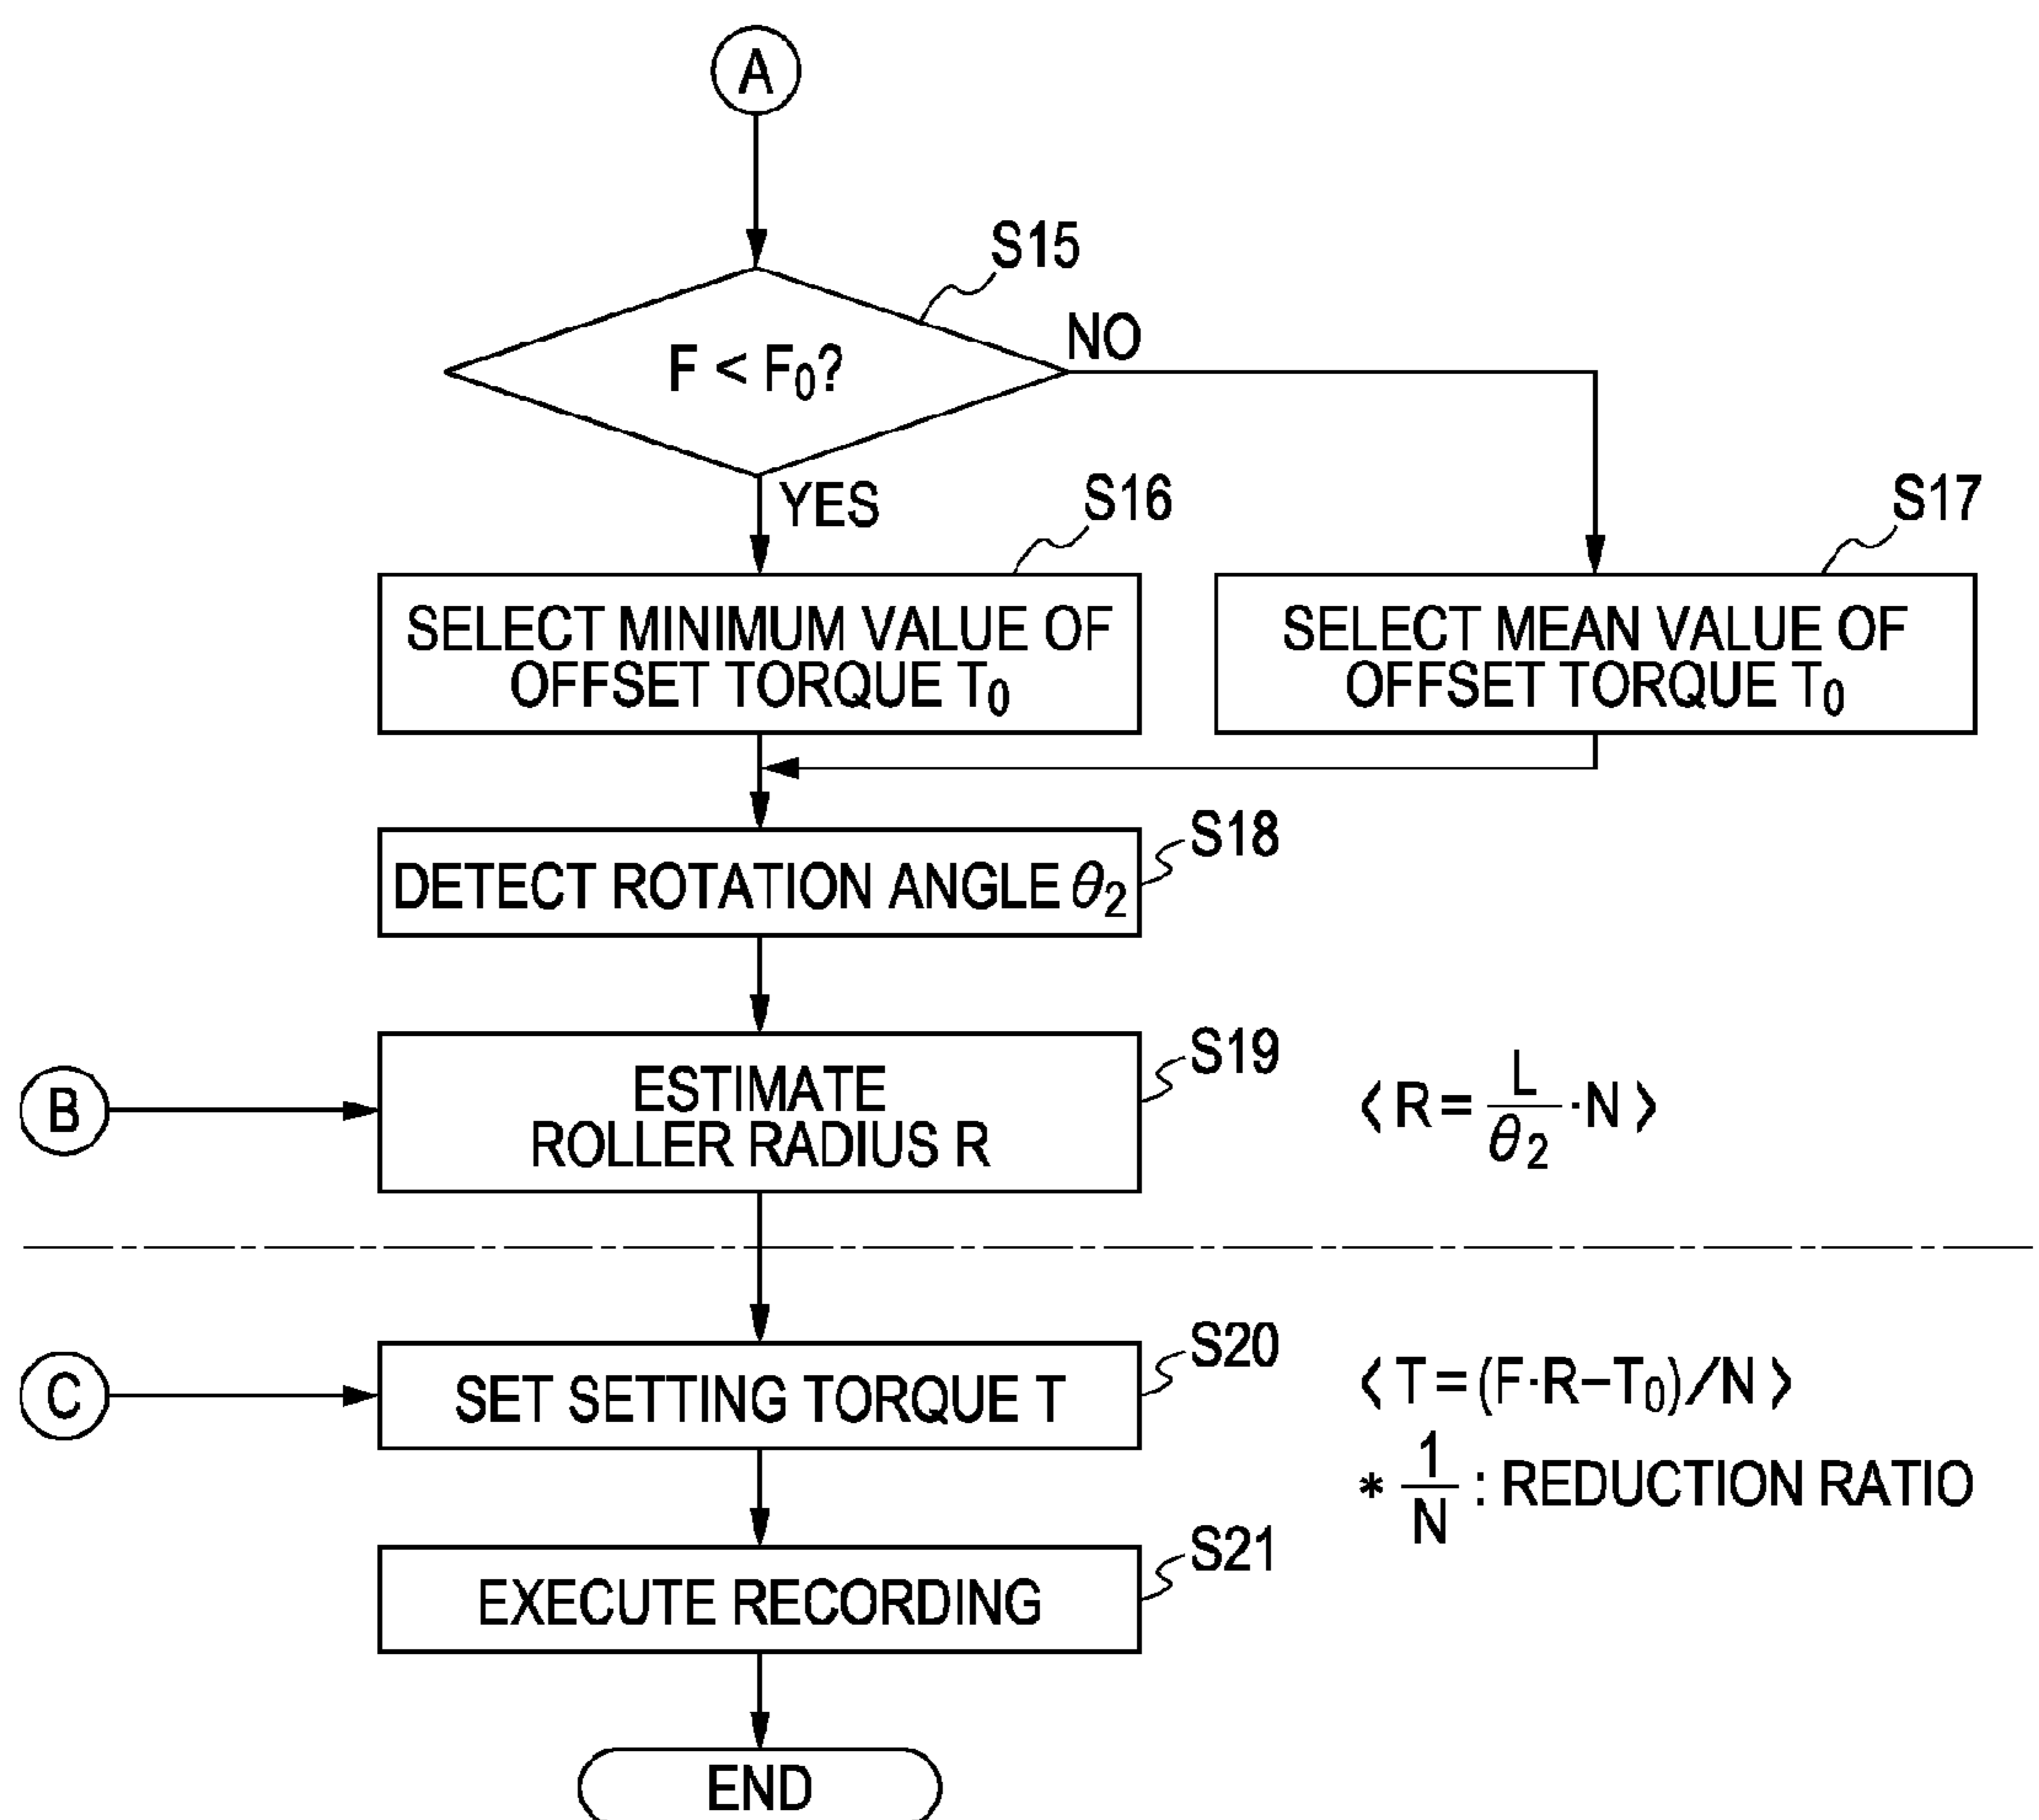 A
S15
F < F₀?
NO
YES
S16
S17
SELECT MINIMUM VALUE OF
OFFSET TORQUE T₀
SELECT MEAN VALUE OF
OFFSET TORQUE T₀
S18
DETECT ROTATION ANGLE θ₂
B
S19
ESTIMATE
ROLLER RADIUS R
⟨ R = L/θ₂ · N ⟩
C
S20
SET SETTING TORQUE T
⟨ T = (F·R−T₀)/N ⟩
* 1/N : REDUCTION RATIO
S21
EXECUTE RECORDING
END